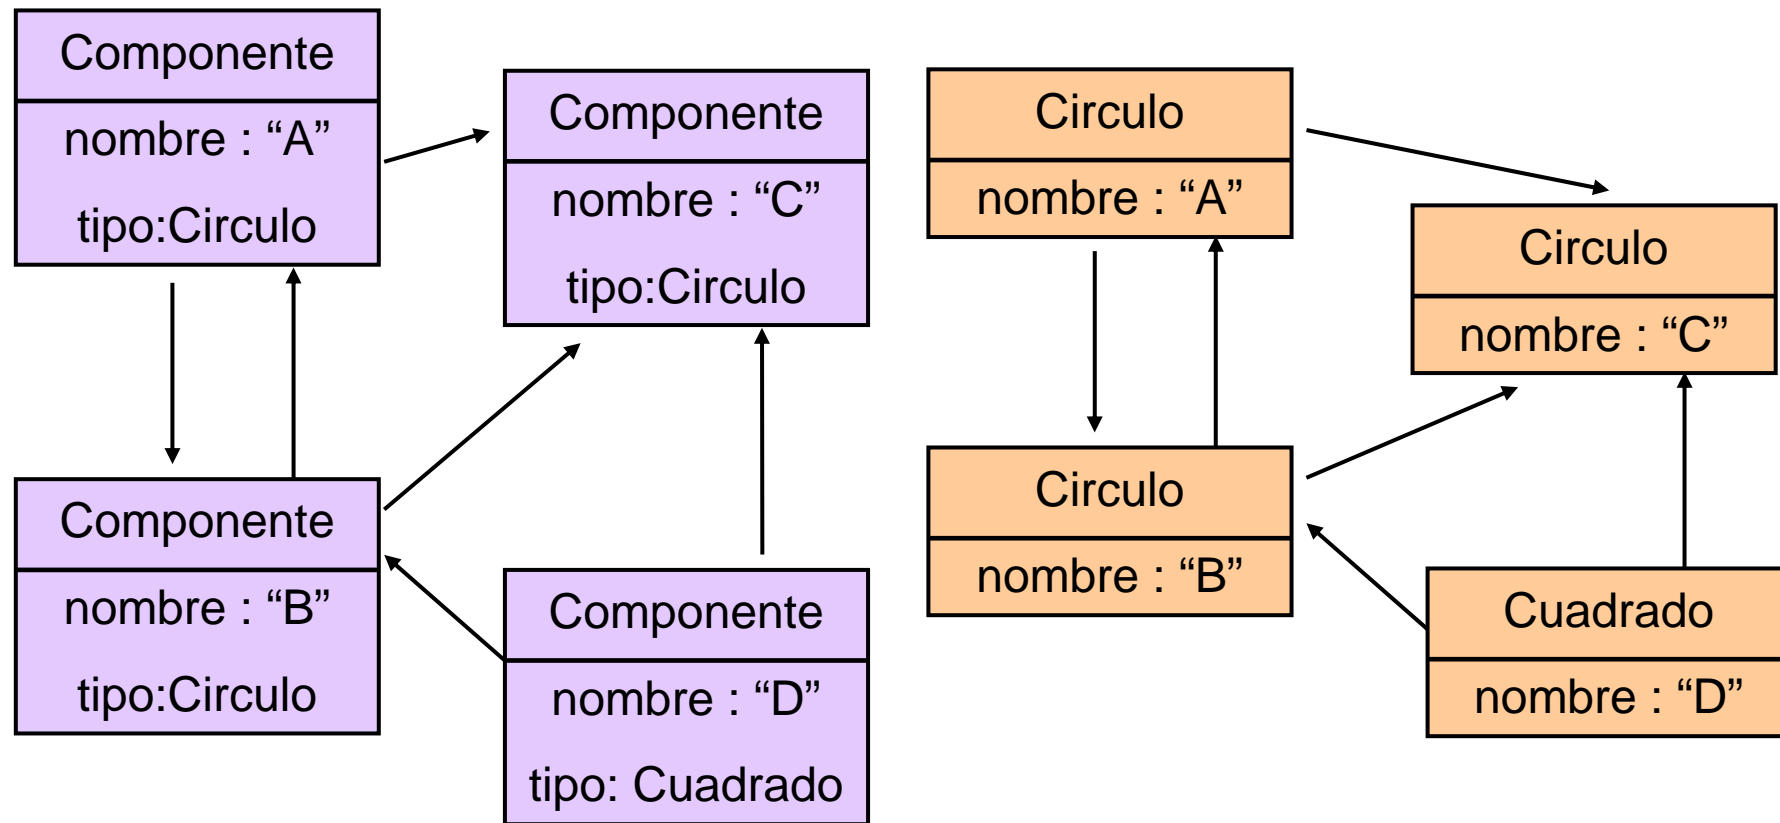 Componente
nombre : “A”
tipo:Circulo
Componente
nombre : “C”
tipo:Circulo
Componente
nombre : “B”
tipo:Circulo
Componente
nombre : “D”
tipo: Cuadrado
Circulo
nombre : “A”
Circulo
nombre : “C”
Circulo
nombre : “B”
Cuadrado
nombre : “D”